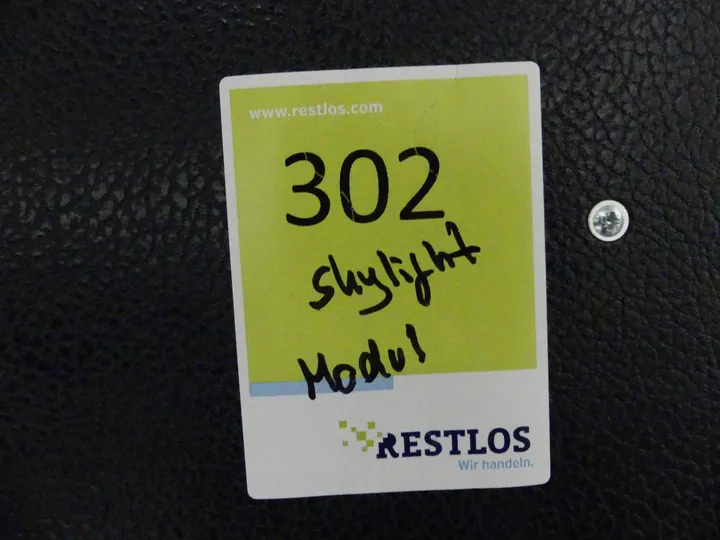 www.restlos.com
302
Skylight
Modul
RESTLOS
Wir handeln.